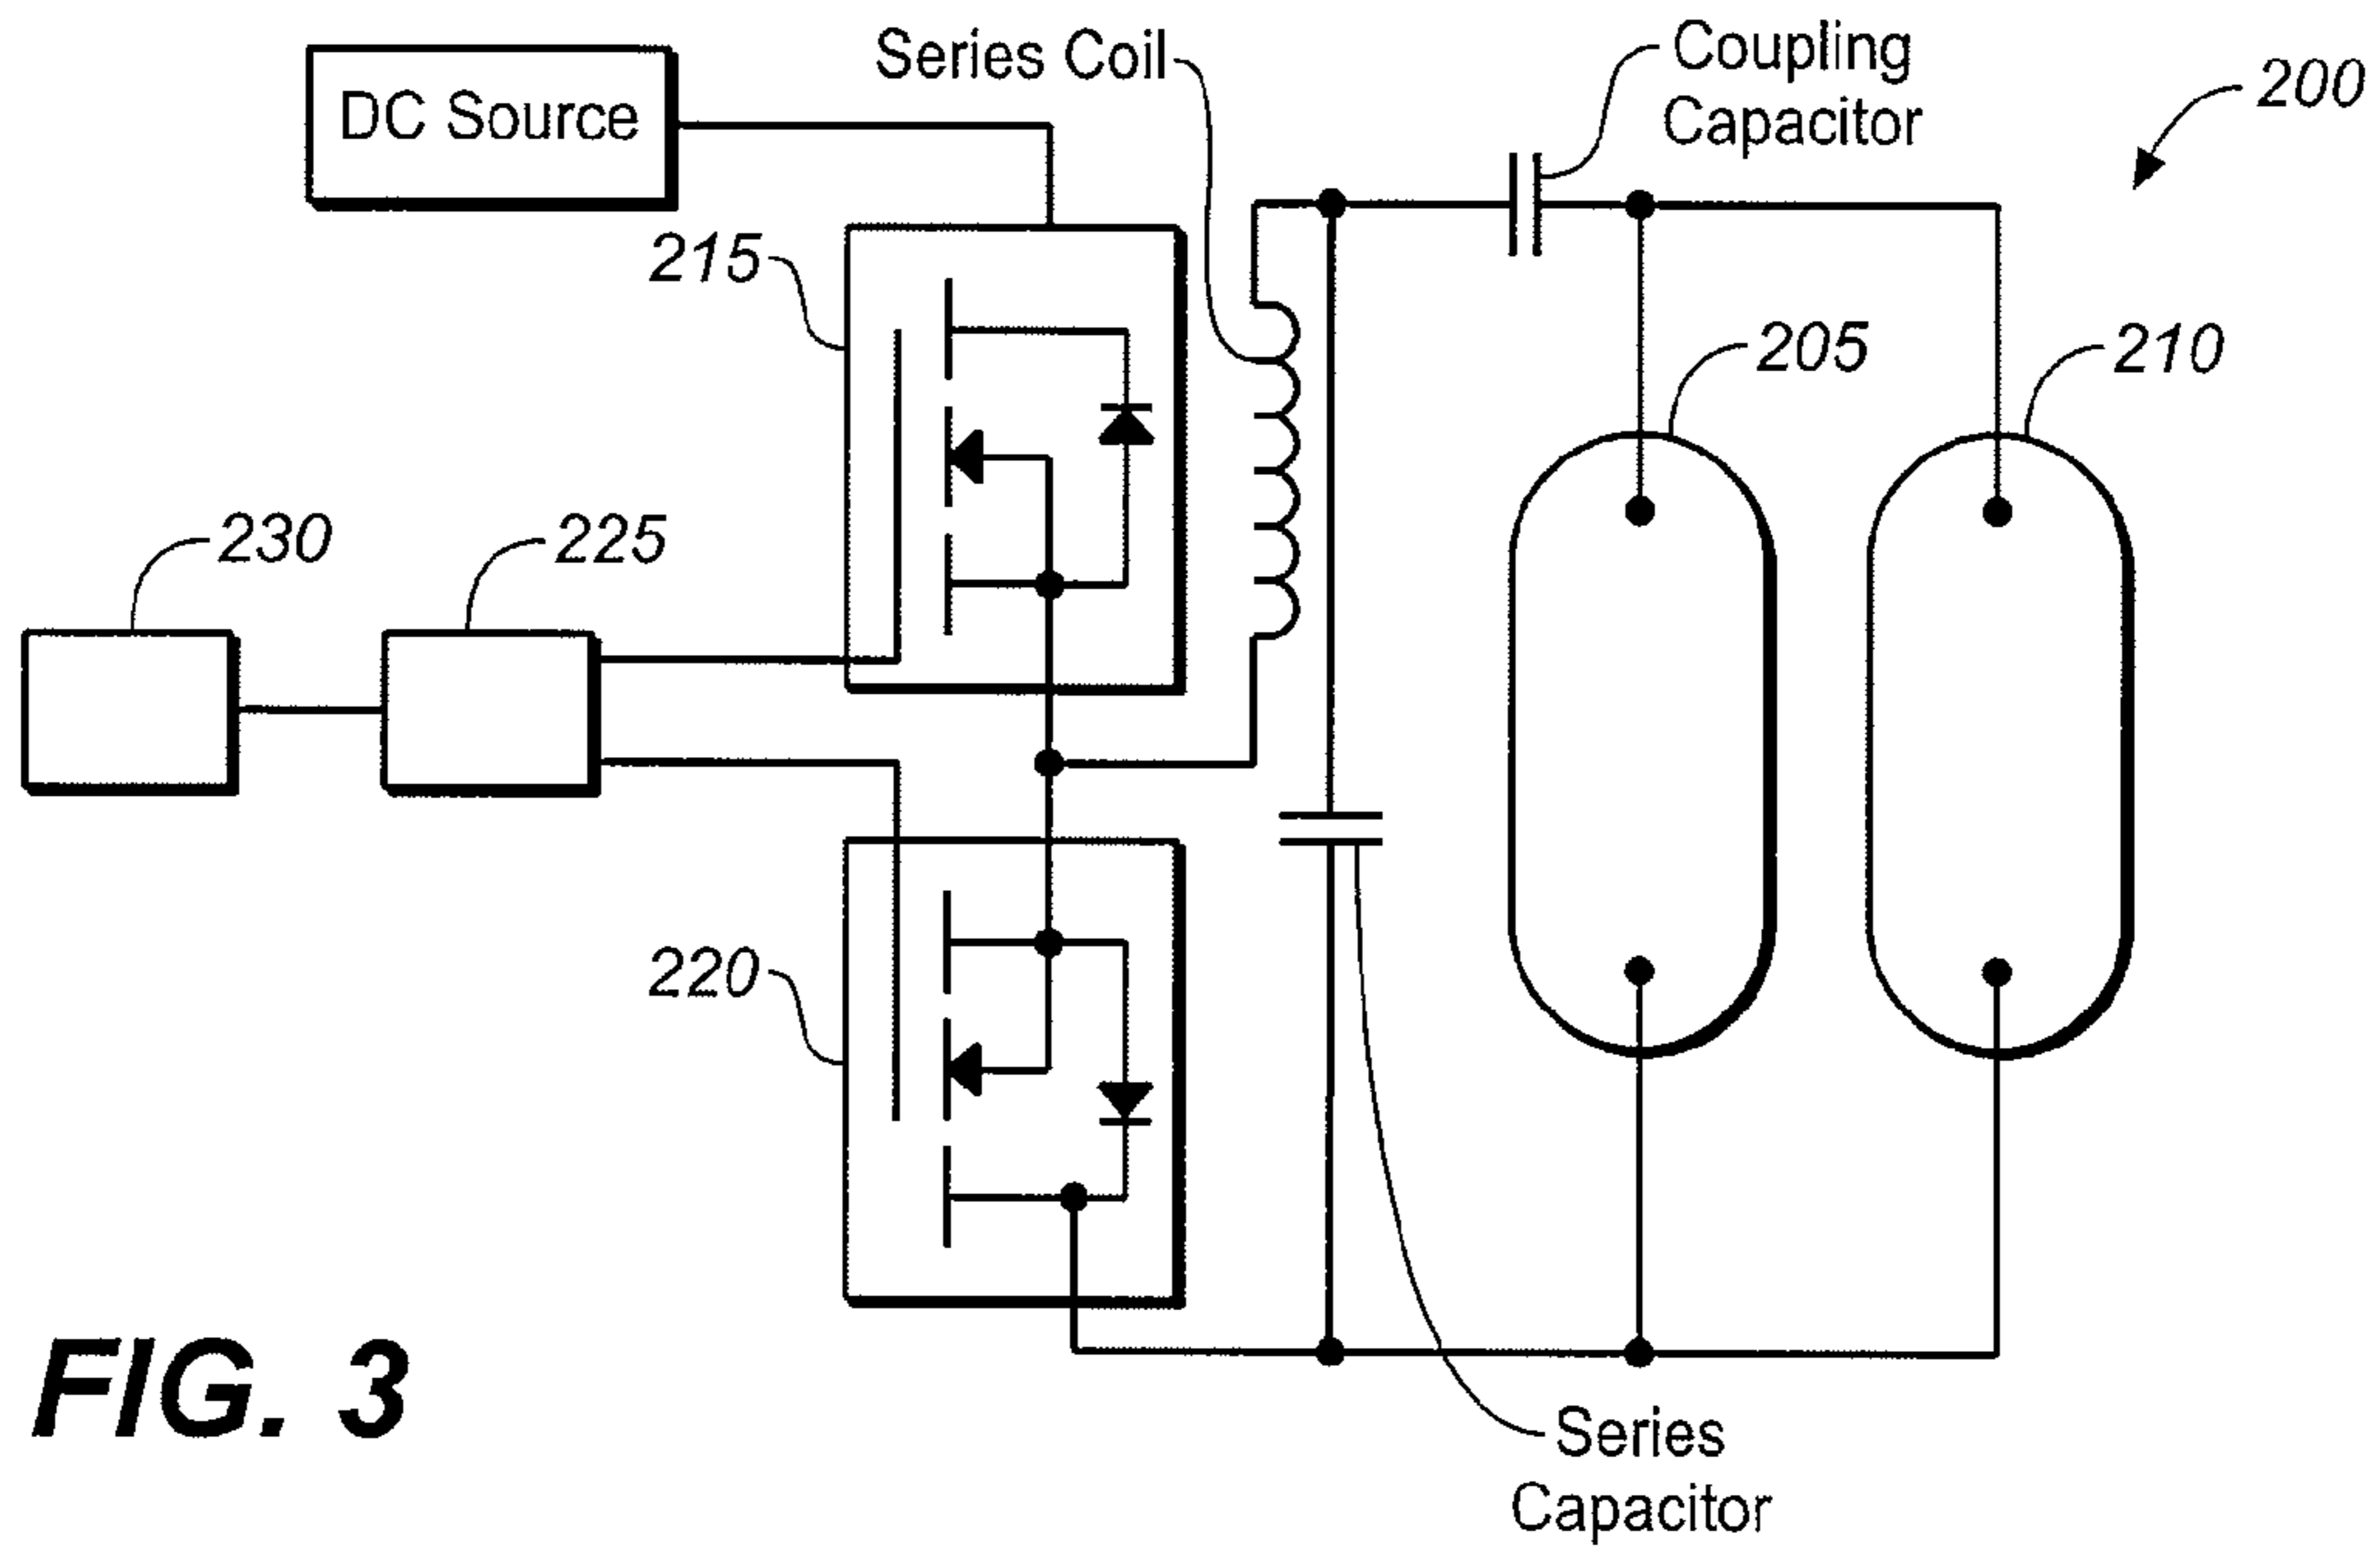 Series Coil
Coupling
Capacitor
200
DC Source
215
205
210
230
225
220
FIG. 3
Series
Capacitor